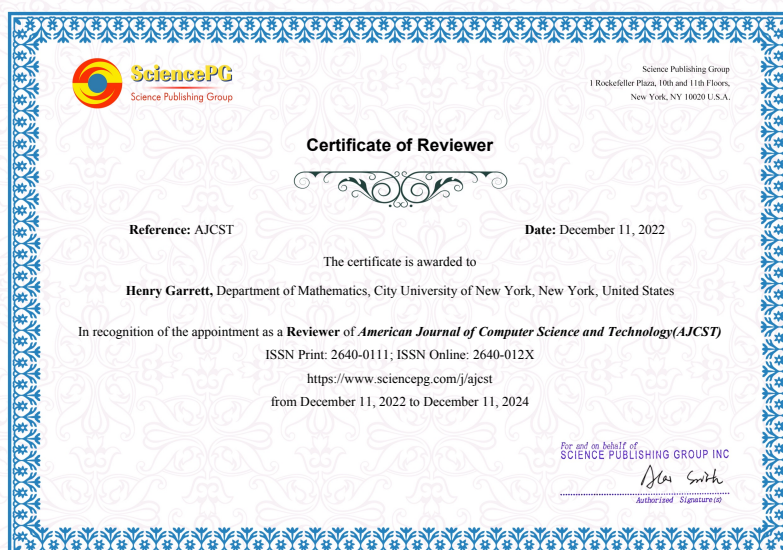 SciencePG
Science Publishing Group
Science Publishing Group
1 Rockefeller Plaza, 10th and 11th Floors,
New York, NY 10020 U.S.A.
Certificate of Reviewer
Reference: AJCST
Date: December 11, 2022
The certificate is awarded to
Henry Garrett, Department of Mathematics, City University of New York, New York, United States
In recognition of the appointment as a Reviewer of American Journal of Computer Science and Technology(AJCST)
ISSN Print: 2640-0111; ISSN Online: 2640-012X
https://www.sciencepg.com/j/ajcst
from December 11, 2022 to December 11, 2024
For and on behalf of
SCIENCE PUBLISHING GROUP INC
Alex Smith
Authorized Signature(s)